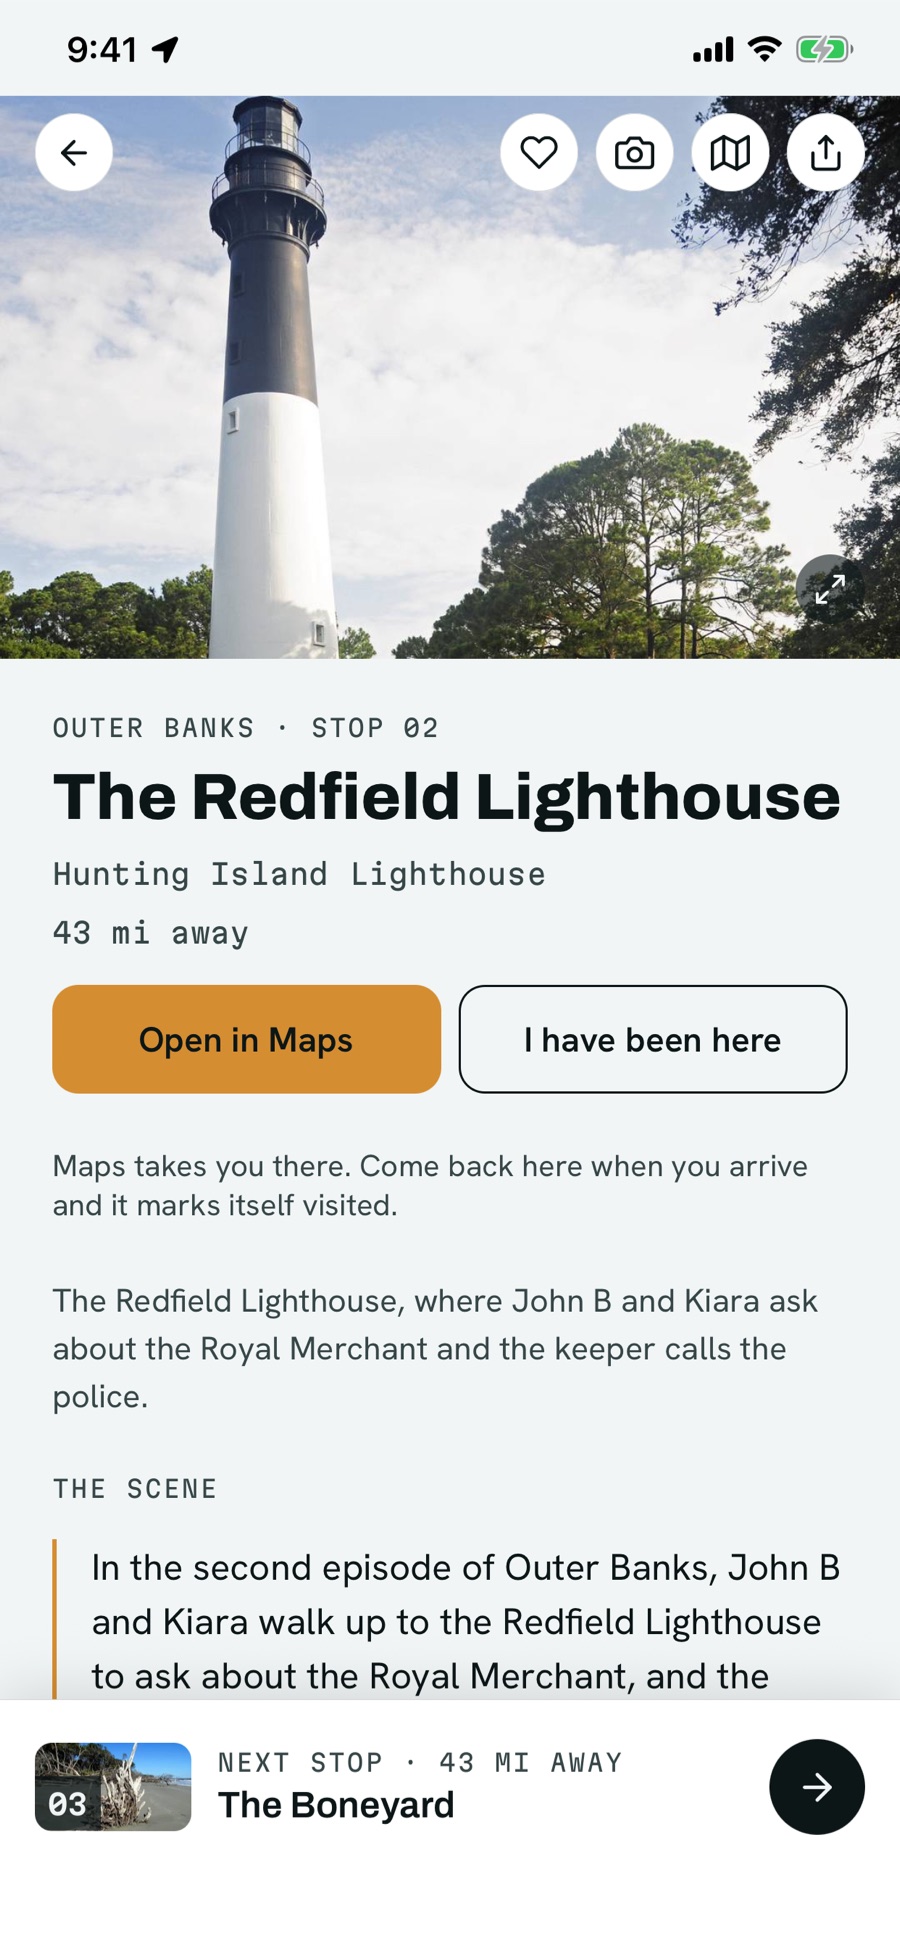 9:41
OUTER BANKS · STOP 02
The Redfield Lighthouse
Hunting Island Lighthouse
43 mi away
Open in Maps
I have been here
Maps takes you there. Come back here when you arrive
and it marks itself visited.
The Redfield Lighthouse, where John B and Kiara ask
about the Royal Merchant and the keeper calls the
police.
THE SCENE
In the second episode of Outer Banks, John B
and Kiara walk up to the Redfield Lighthouse
to ask about the Royal Merchant, and the
03
NEXT STOP · 43 MI AWAY
The Boneyard